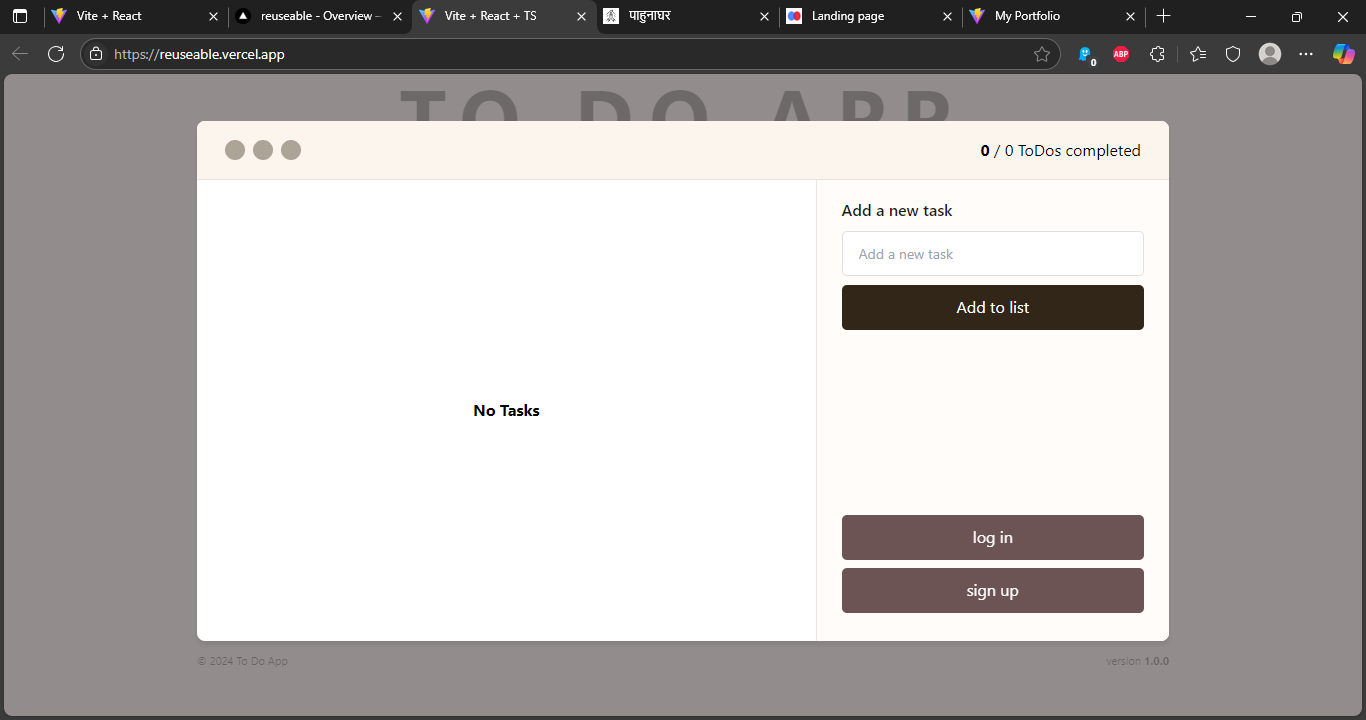 Vite + React
reuseable - Overview –
Vite + React + TS
पाहुनाघर
Landing page
My Portfolio
https://reuseable.vercel.app
0
ABP
TO DO APP
0 / 0 ToDos completed
Add a new task
Add a new task
Add to list
No Tasks
log in
sign up
© 2024 To Do App
version 1.0.0